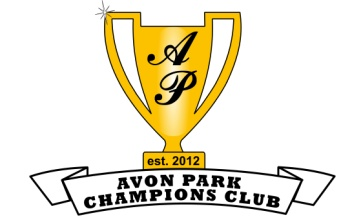 A
P
est. 2012
AVON PARK
CHAMPIONS CLUB